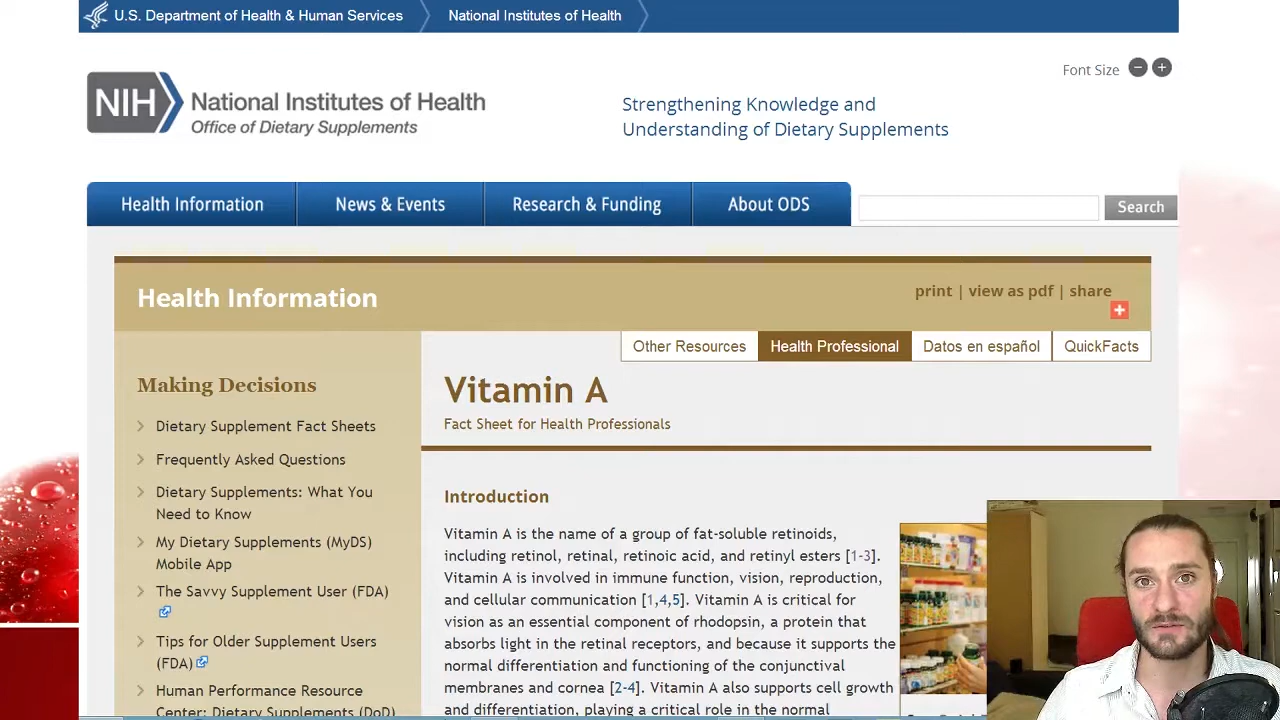 U.S. Department of Health & Human Services
National Institutes of Health
Font Size
NIH National Institutes of Health
Office of Dietary Supplements
Strengthening Knowledge and
Understanding of Dietary Supplements
Health Information
News & Events
Research & Funding
About ODS
Search
Health Information
print | view as pdf | share
Other Resources
Health Professional
Datos en español
QuickFacts
Making Decisions
Dietary Supplement Fact Sheets
Frequently Asked Questions
Dietary Supplements: What You
Need to Know
My Dietary Supplements (MyDS)
Mobile App
The Savvy Supplement User (FDA)
Tips for Older Supplement Users
(FDA)
Human Performance Resource
Center: Dietary Supplements (DoD)
Vitamin A
Fact Sheet for Health Professionals
Introduction
Vitamin A is the name of a group of fat-soluble retinoids,
including retinol, retinal, retinoic acid, and retinyl esters [1-3].
Vitamin A is involved in immune function, vision, reproduction,
and cellular communication [1,4,5]. Vitamin A is critical for
vision as an essential component of rhodopsin, a protein that
absorbs light in the retinal receptors, and because it supports the
normal differentiation and functioning of the conjunctival
membranes and cornea [2-4]. Vitamin A also supports cell growth
and differentiation, playing a critical role in the normal